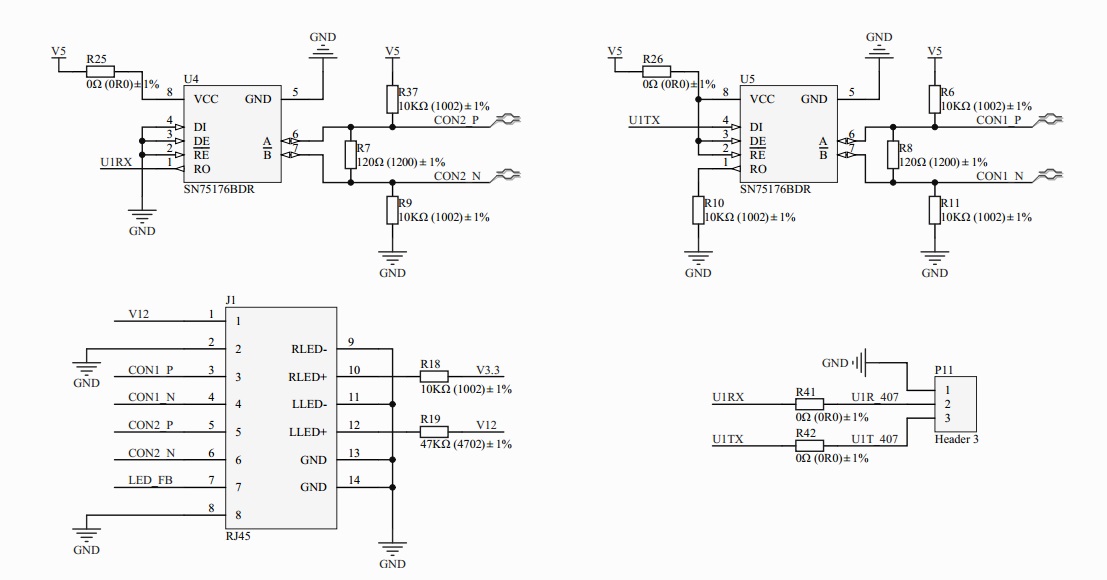 GND
V5
R25
0Ω (0R0)±1%
U4
8
VCC
GND
5
4
DI
3
DE
2
RE
1
RO
A
6
B
7
U1RX
SN75176BDR
GND
V5
R37
10KΩ (1002)±1%
CON2_P
R7
120Ω (1200)±1%
CON2_N
R9
10KΩ (1002)±1%
GND
GND
V5
R26
0Ω (0R0)±1%
U5
8
VCC
GND
5
U1TX
4
DI
3
DE
2
RE
1
RO
A
6
B
7
SN75176BDR
R10
10KΩ (1002)±1%
GND
V5
R6
10KΩ (1002)±1%
CON1_P
R8
120Ω (1200)±1%
CON1_N
R11
10KΩ (1002)±1%
GND
J1
V12
1
1
2
2
GND
CON1_P
3
3
CON1_N
4
4
CON2_P
5
5
CON2_N
6
6
LED_FB
7
7
8
8
GND
RJ45
RLED-
9
RLED+
10
R18
V3.3
10KΩ (1002)±1%
LLED-
11
LLED+
12
R19
V12
47KΩ (4702)±1%
GND
13
GND
14
GND
GND
P11
1
2
3
Header 3
U1RX
R41
U1R_407
0Ω (0R0)±1%
U1TX
R42
U1T_407
0Ω (0R0)±1%